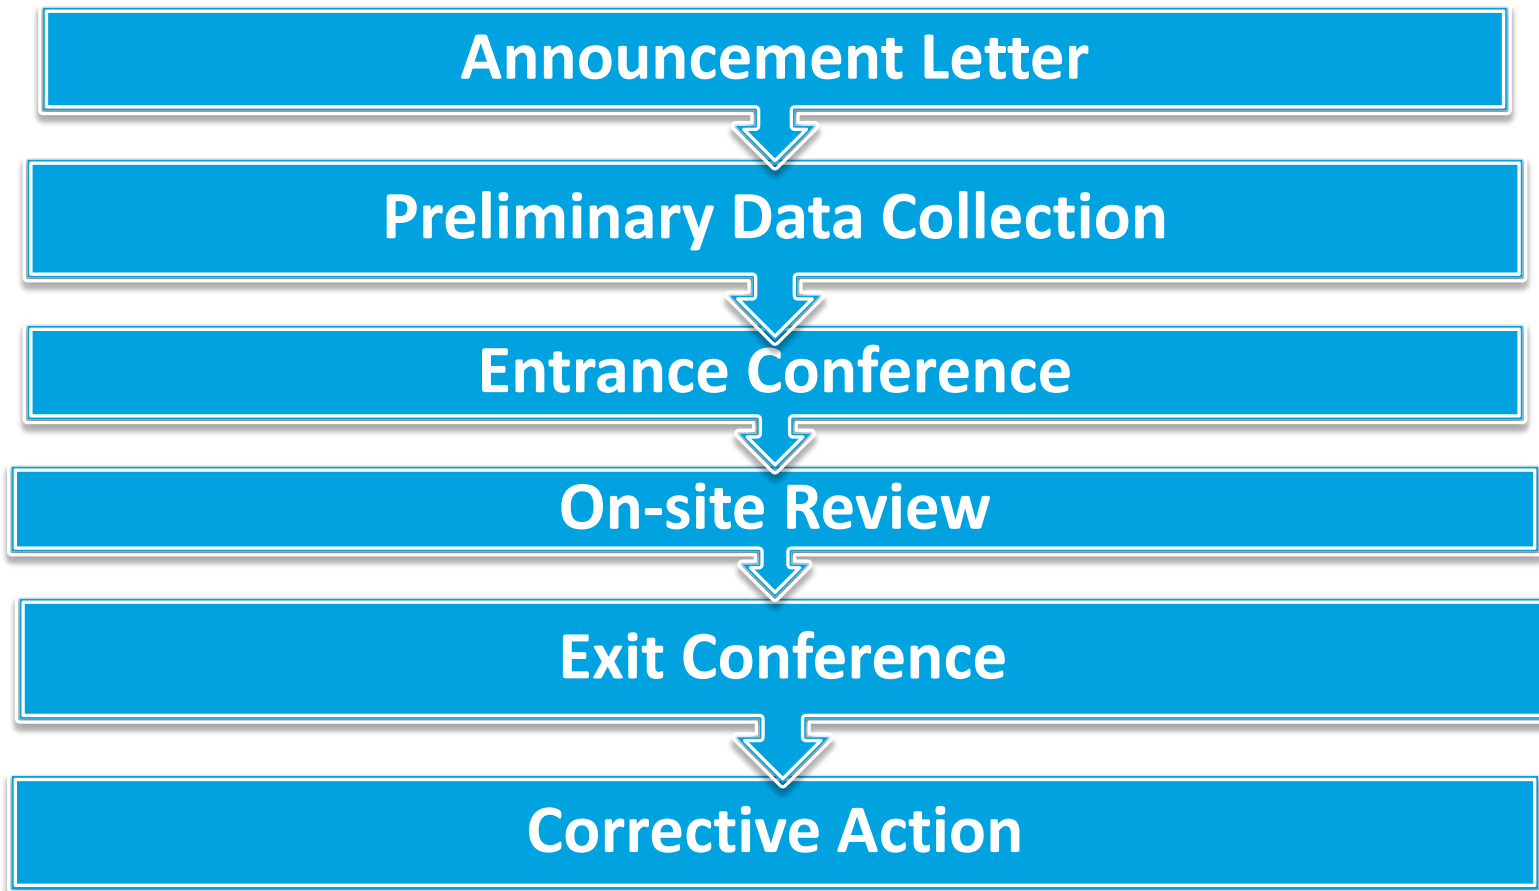 Announcement Letter
Preliminary Data Collection
Entrance Conference
On-site Review
Exit Conference
Corrective Action